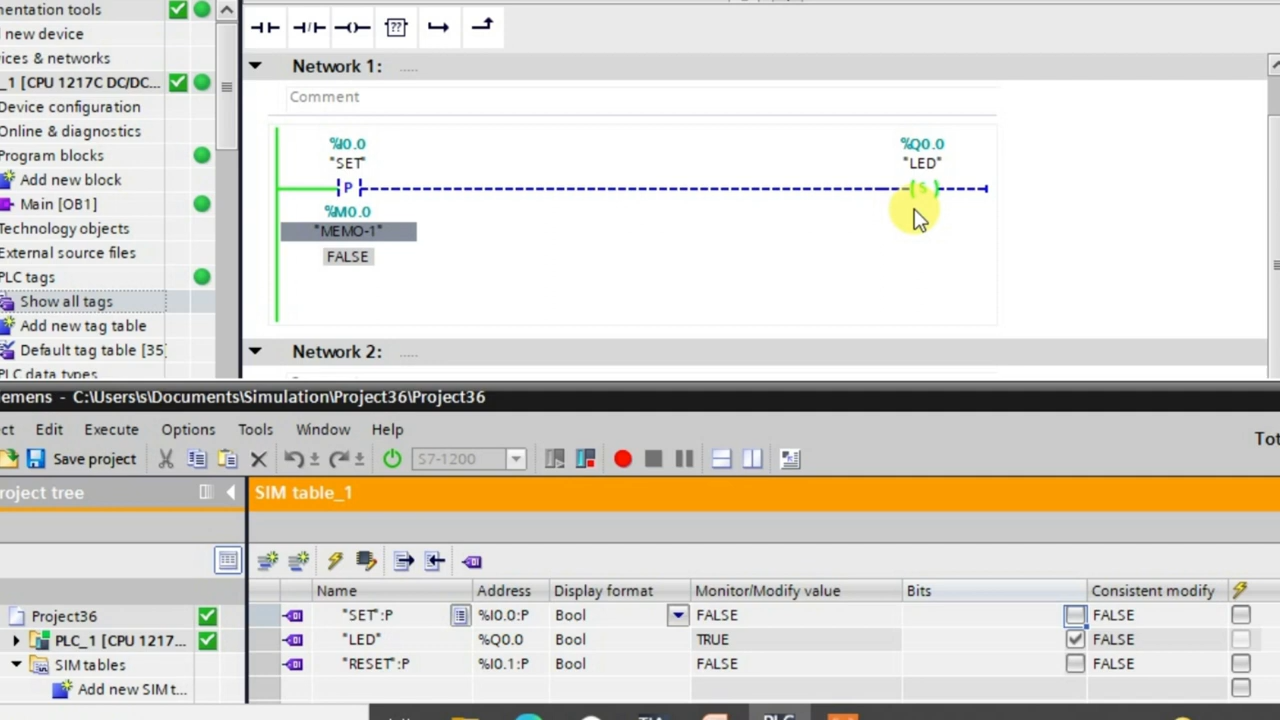 mentation tools
l new device
ices & networks
_1 [CPU 1217C DC/DC...
Device configuration
Online & diagnostics
Program blocks
Add new block
Main [OB1]
Technology objects
External source files
PLC tags
Show all tags
Add new tag table
Default tag table [35]
PLC data types
??
Network 1: .....
Comment
%I0.0
"SET"
P
%M0.0
"MEMO-1"
FALSE
%Q0.0
"LED"
S
Network 2: .....
iemens - C:\Users\s\Documents\Simulation\Project36\Project36
ct Edit Execute Options Tools Window Help
Tot
Save project
S7-1200
roject tree
SIM table_1
Project36
PLC_1 [CPU 1217...
SIM tables
Add new SIM t...
Name Address Display format Monitor/Modify value Bits Consistent modify
"SET":P %I0.0:P Bool FALSE FALSE
"LED" %Q0.0 Bool TRUE FALSE
"RESET":P %I0.1:P Bool FALSE FALSE